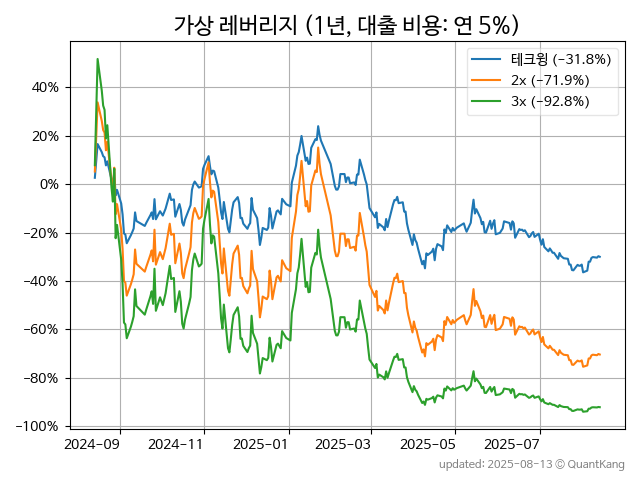 가상 레버리지 (1년, 대출 비용: 연 5%)
테크윙 (−31.8%)
2x (−71.9%)
3x (−92.8%)
40%
20%
0%
−20%
−40%
−60%
−80%
−100%
2024-09 2024-11 2025-01 2025-03 2025-05 2025-07
updated: 2025-08-13 © QuantKang